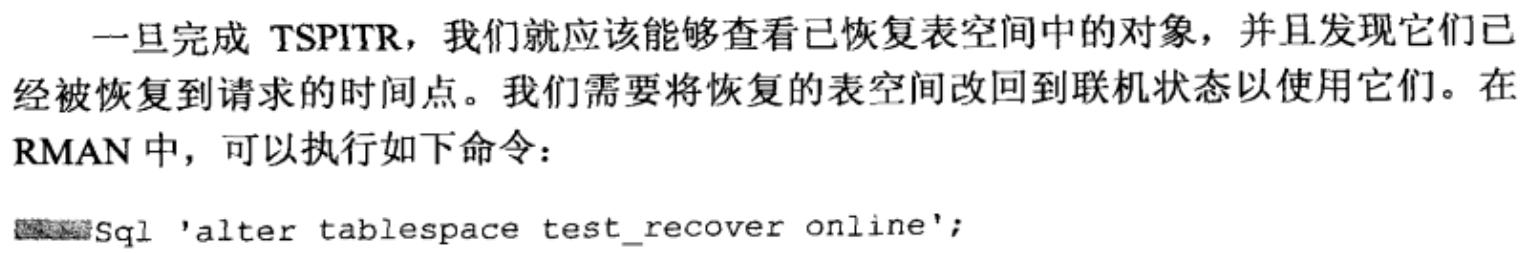 一旦完成 TSPITR，我们就应该能够查看已恢复表空间中的对象，并且发现它们已
经被恢复到请求的时间点。我们需要将恢复的表空间改回到联机状态以使用它们。在
RMAN 中，可以执行如下命令：
Sql 'alter tablespace test_recover online';